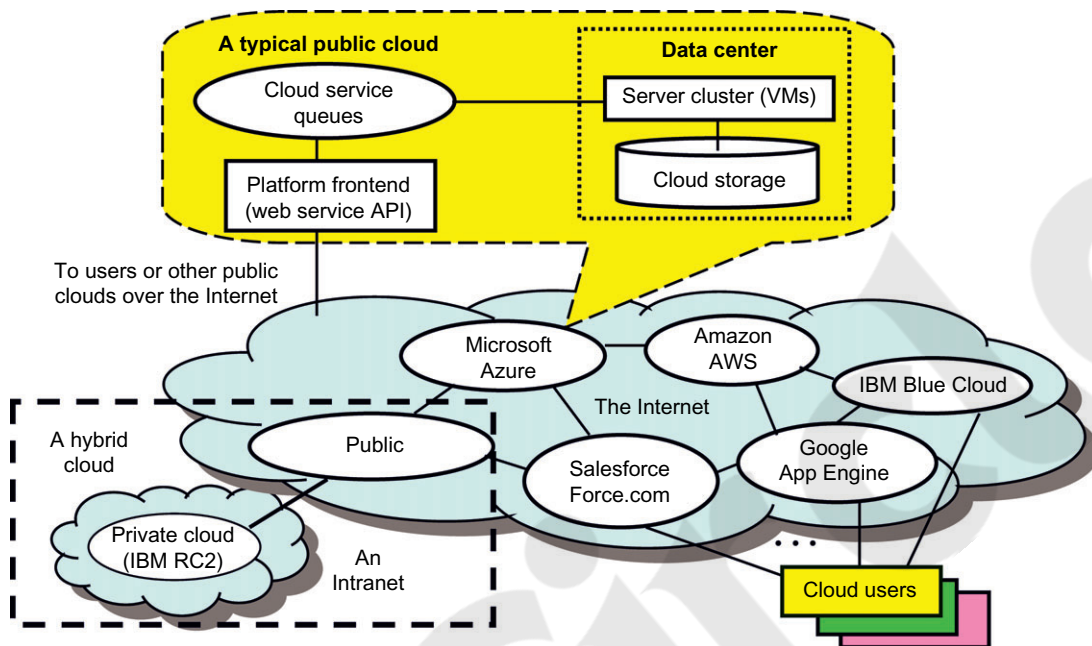 A typical public cloud
Data center
Cloud service
queues
Server cluster (VMs)
Cloud storage
Platform frontend
(web service API)
To users or other public
clouds over the Internet
Microsoft
Azure
Amazon
AWS
IBM Blue Cloud
The Internet
A hybrid
cloud
Public
Salesforce
Force.com
Google
App Engine
Private cloud
(IBM RC2)
An
Intranet
...
Cloud users